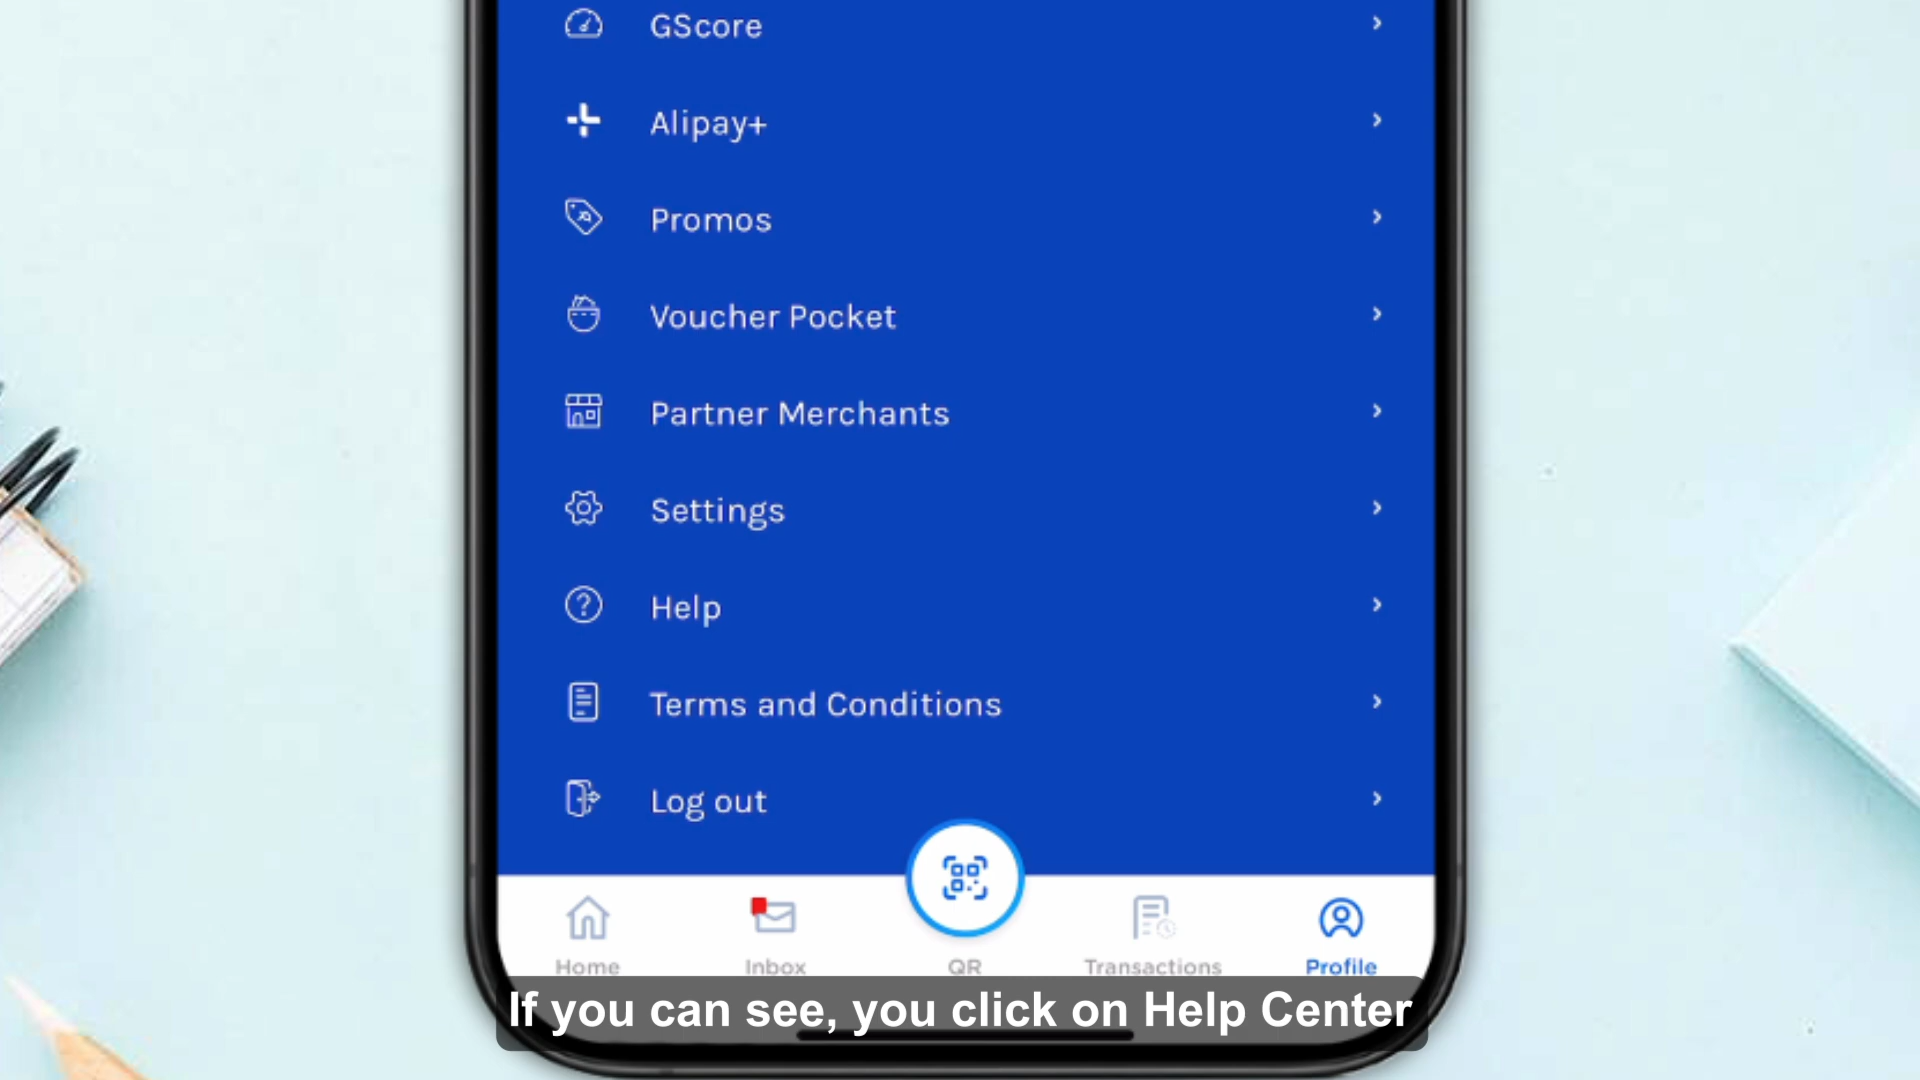 GScore
Alipay+
Promos
Voucher Pocket
Partner Merchants
Settings
Help
Terms and Conditions
Log out
Home
Inbox
QR
Transactions
Profile
If you can see, you click on Help Center